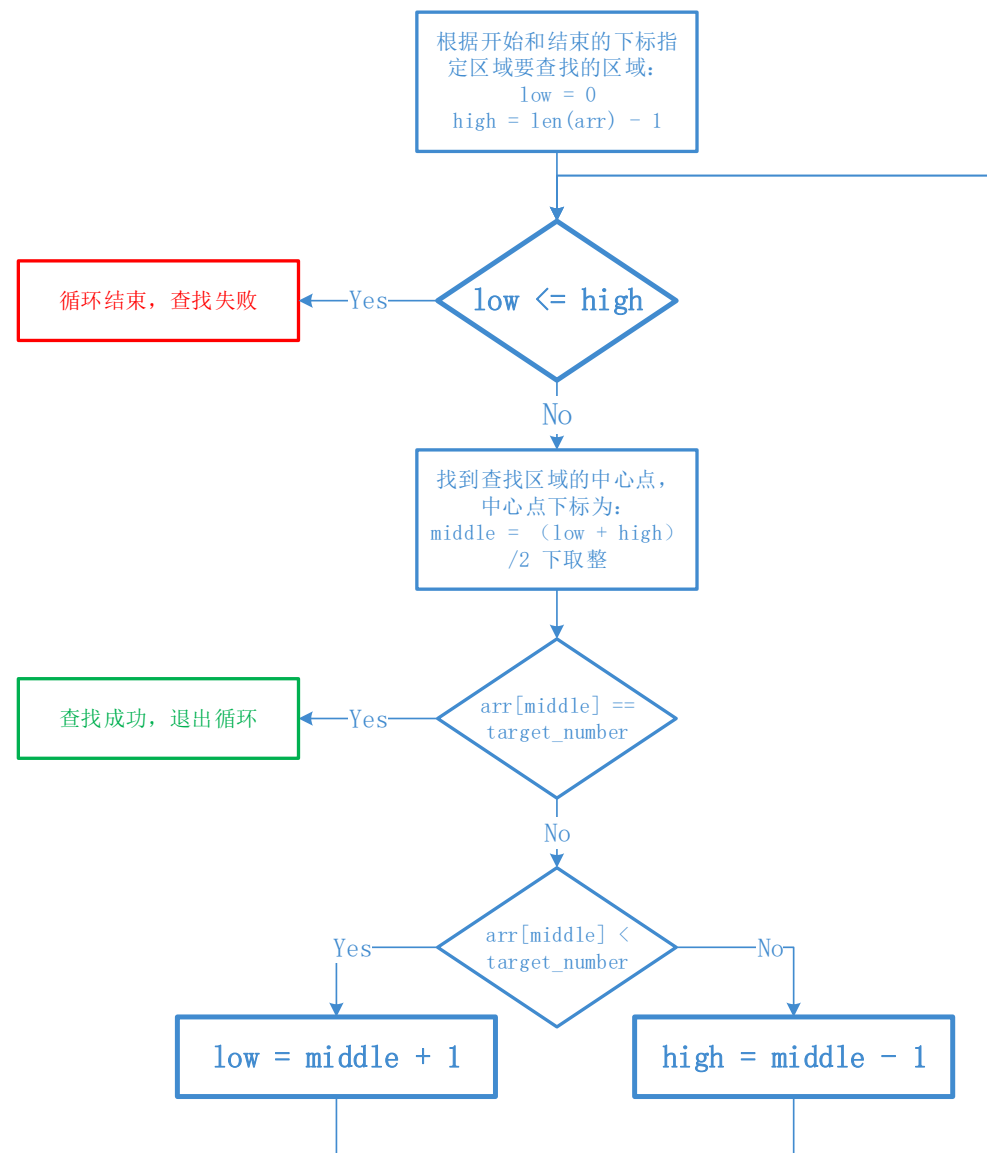 根据开始和结束的下标指
定区域要查找的区域：
low = 0
high = len(arr) - 1
low <= high
Yes
循环结束，查找失败
No
找到查找区域的中心点，
中心点下标为：
middle = （low + high）
/2 下取整
arr[middle] ==
target_number
Yes
查找成功，退出循环
No
arr[middle] <
target_number
Yes
No
low = middle + 1
high = middle - 1